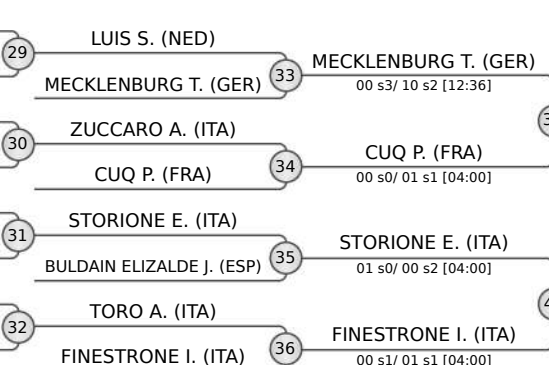 LUIS S. (NED)
29
MECKLENBURG T. (GER)
33
MECKLENBURG T. (GER)
00 s3/ 10 s2 [12:36]
ZUCCARO A. (ITA)
30
CUQ P. (FRA)
34
CUQ P. (FRA)
00 s0/ 01 s1 [04:00]
STORIONE E. (ITA)
31
BULDAIN ELIZALDE J. (ESP)
35
STORIONE E. (ITA)
01 s0/ 00 s2 [04:00]
TORO A. (ITA)
32
FINESTRONE I. (ITA)
36
FINESTRONE I. (ITA)
00 s1/ 01 s1 [04:00]